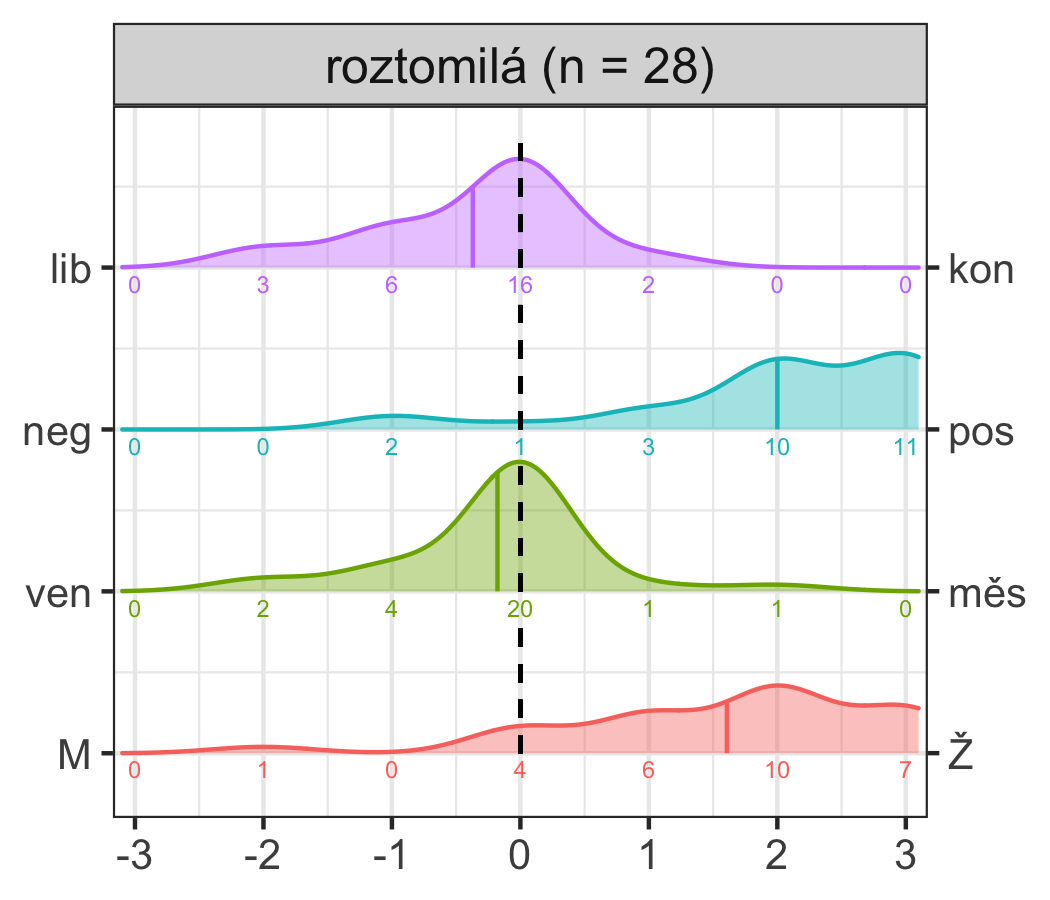 roztomilá (n = 28)
lib kon
0 3 6 16 2 0 0
neg pos
0 0 2 1 3 10 11
ven měs
0 2 4 20 1 1 0
M Ž
0 1 0 4 6 10 7
-3 -2 -1 0 1 2 3